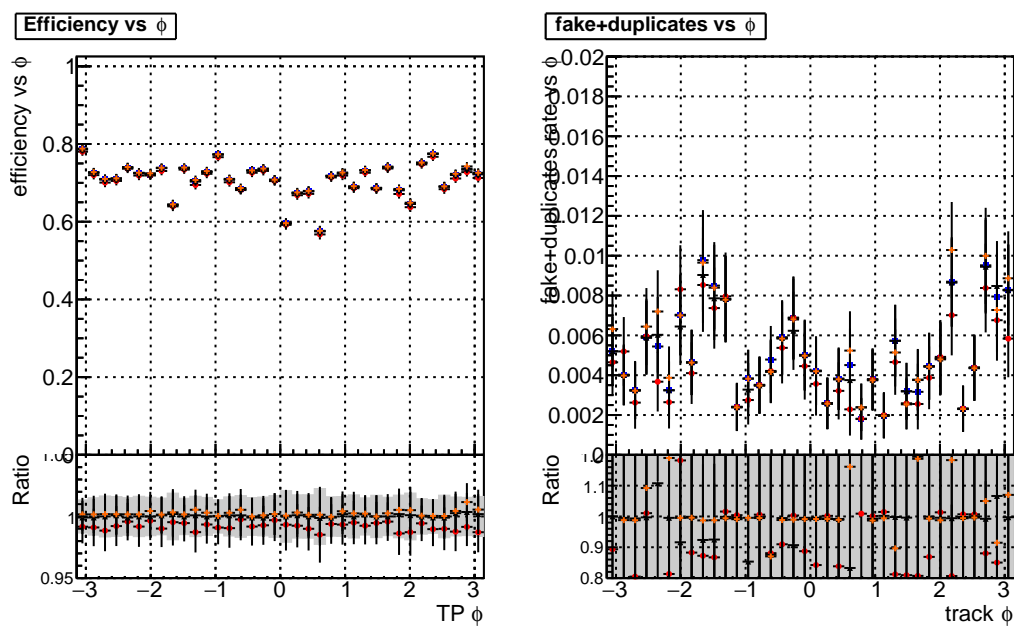 Efficiency vs ϕ
efficiency vs ϕ
1
0.8
0.6
0.4
0.2
0
Ratio
1.05
1
0.95
−3 −2 −1 0 1 2 3
TP ϕ
fake+duplicates vs ϕ
fake+duplicates rate vs ϕ
0.02
0.018
0.016
0.014
0.012
0.01
0.008
0.006
0.004
0.002
0
Ratio
1.1
1
0.9
0.8
−3 −2 −1 0 1 2 3
track ϕ